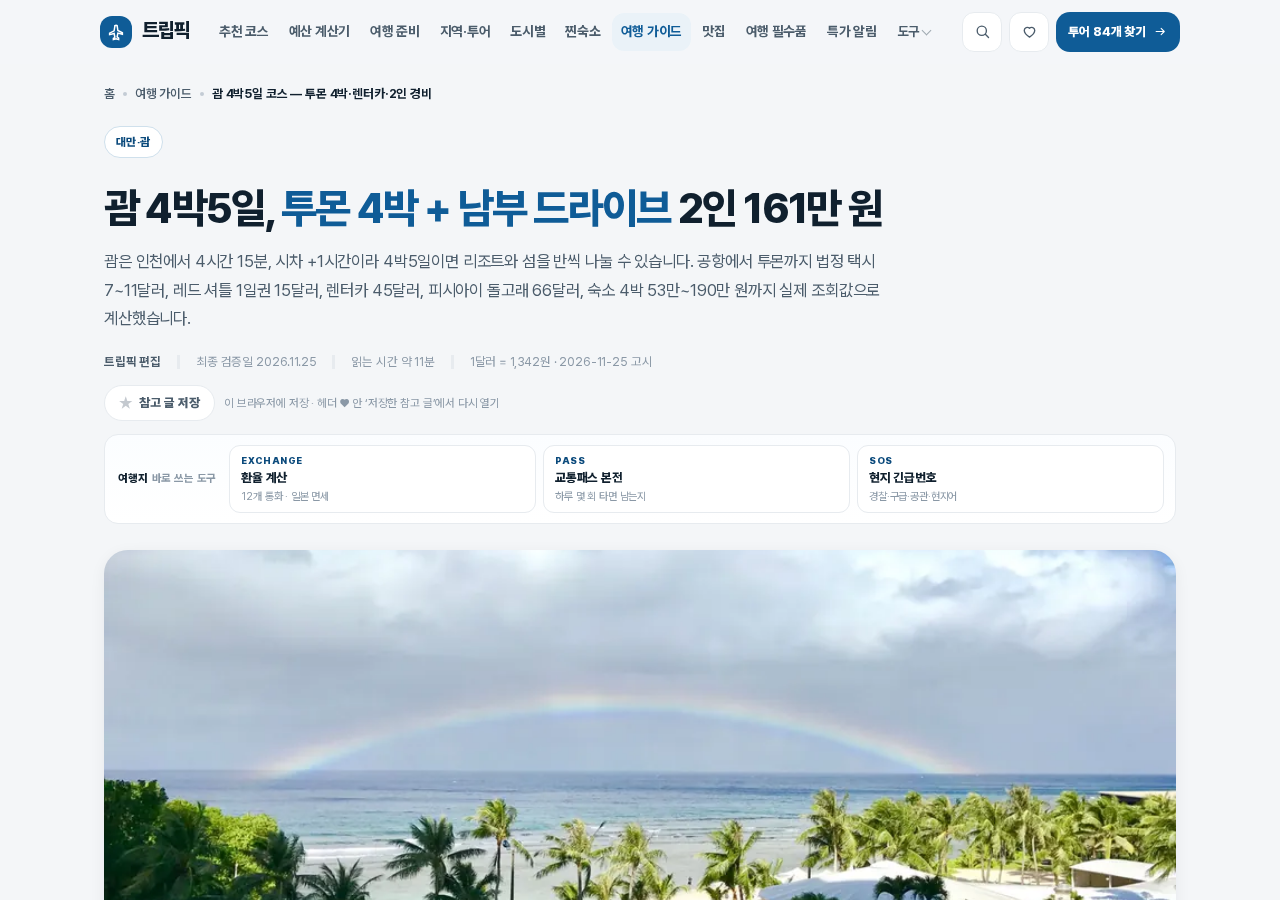 트립픽
추천 코스
예산 계산기
여행 준비
지역·투어
도시별
찐숙소
여행 가이드
맛집
여행 필수품
특가 알림
도구
투어 84개 찾기 →
홈 • 여행 가이드 • 괌 4박5일 코스 — 투몬 4박·렌터카·2인 경비
대만·괌
괌 4박5일, 투몬 4박 + 남부 드라이브 2인 161만 원
괌은 인천에서 4시간 15분, 시차 +1시간이라 4박5일이면 리조트와 섬을 반씩 나눌 수 있습니다. 공항에서 투몬까지 법정 택시
7~11달러, 레드 셔틀 1일권 15달러, 렌터카 45달러, 피시아이 돌고래 66달러, 숙소 4박 53만~190만 원까지 실제 조회값으로
계산했습니다.
트립픽 편집 | 최종 검증일 2026.11.25 | 읽는 시간 약 11분 | 1달러 = 1,342원 · 2026-11-25 고시
★ 참고 글 저장 이 브라우저에 저장 · 헤더 ♥ 안 ‘저장한 참고 글’에서 다시 열기
여행지 바로 쓰는 도구
EXCHANGE
환율 계산
12개 통화 · 일본 면세
PASS
교통패스 본전
하루 몇 회 타면 남는지
SOS
현지 긴급번호
경찰·구급·공관·현지어